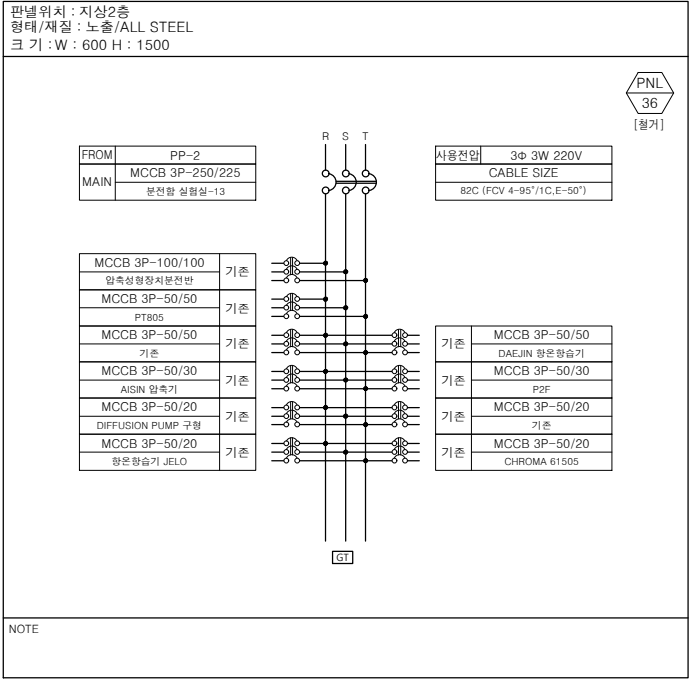 판넬위치 : 지상2층
형태/재질 : 노출/ALL STEEL
크 기 : W : 600 H : 1500
PNL
36
[철거]
R S T
FROM PP-2
MAIN MCCB 3P-250/225
분전함 실험실-13
사용전압 3Φ 3W 220V
CABLE SIZE
82C (FCV 4-95°/1C,E-50°)
MCCB 3P-100/100 기존
압축성형장치분전반
MCCB 3P-50/50 기존
PT805
MCCB 3P-50/50 기존
기존
MCCB 3P-50/30 기존
AISIN 압축기
MCCB 3P-50/20 기존
DIFFUSION PUMP 구형
MCCB 3P-50/20 기존
항온항습기 JELO
기존 MCCB 3P-50/50
DAEJIN 항온항습기
기존 MCCB 3P-50/30
P2F
기존 MCCB 3P-50/20
기존
기존 MCCB 3P-50/20
CHROMA 61505
GT
NOTE